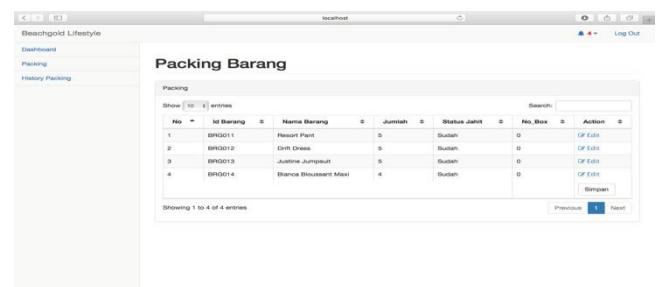 localhost
Beachgold Lifestyle
4
Log Out
Dashboard
Packing
History Packing
Packing Barang
Packing
Show 10 entries
Search:
No Id Barang Nama Barang Jumlah Status Jahit No_Box Action
1 BRG011 Resort Pant 5 Sudah 0 Edit
2 BRG012 Drift Dress 5 Sudah 0 Edit
3 BRG013 Justine Jumpsuit 5 Sudah 0 Edit
4 BRG014 Bianca Bloussant Maxi 4 Sudah 0 Edit
Simpan
Showing 1 to 4 of 4 entries
Previous 1 Next